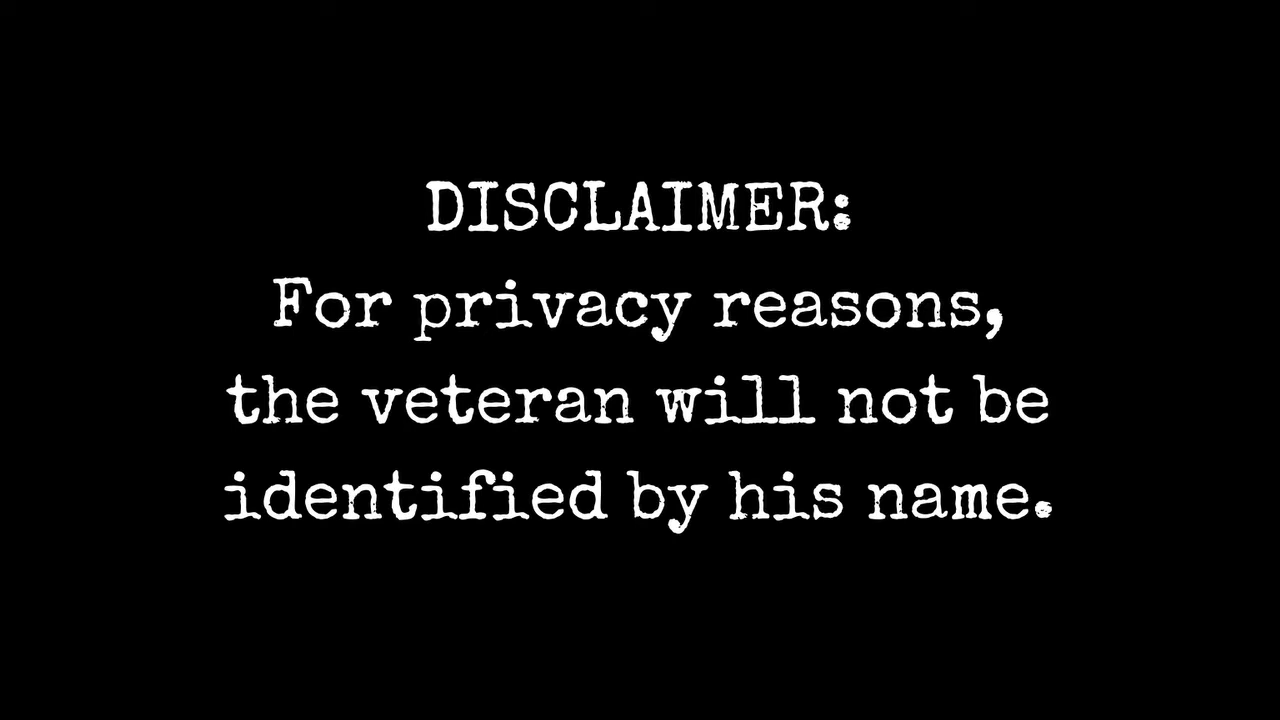 DISCLAIMER:
For privacy reasons,
the veteran will not be
identified by his name.